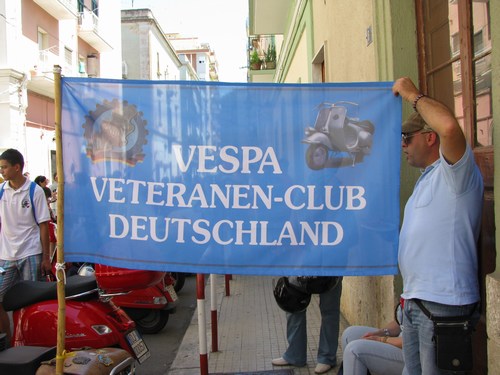 VESPA
VETERANEN-CLUB
DEUTSCHLAND